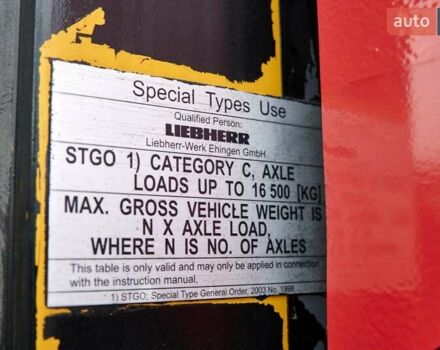 auto
Special Types Use
Qualified Person:
LIEBHERR
Liebherr-Werk Ehingen GmbH
STGO 1) CATEGORY C, AXLE
LOADS UP TO 16 500 [KG]
MAX. GROSS VEHICLE WEIGHT IS
N X AXLE LOAD,
WHERE N IS NO. OF AXLES
This table is only valid and may only be applied in connection
with the instruction manual.
1) STGO; Special Type General Order, 2003 No. 1998